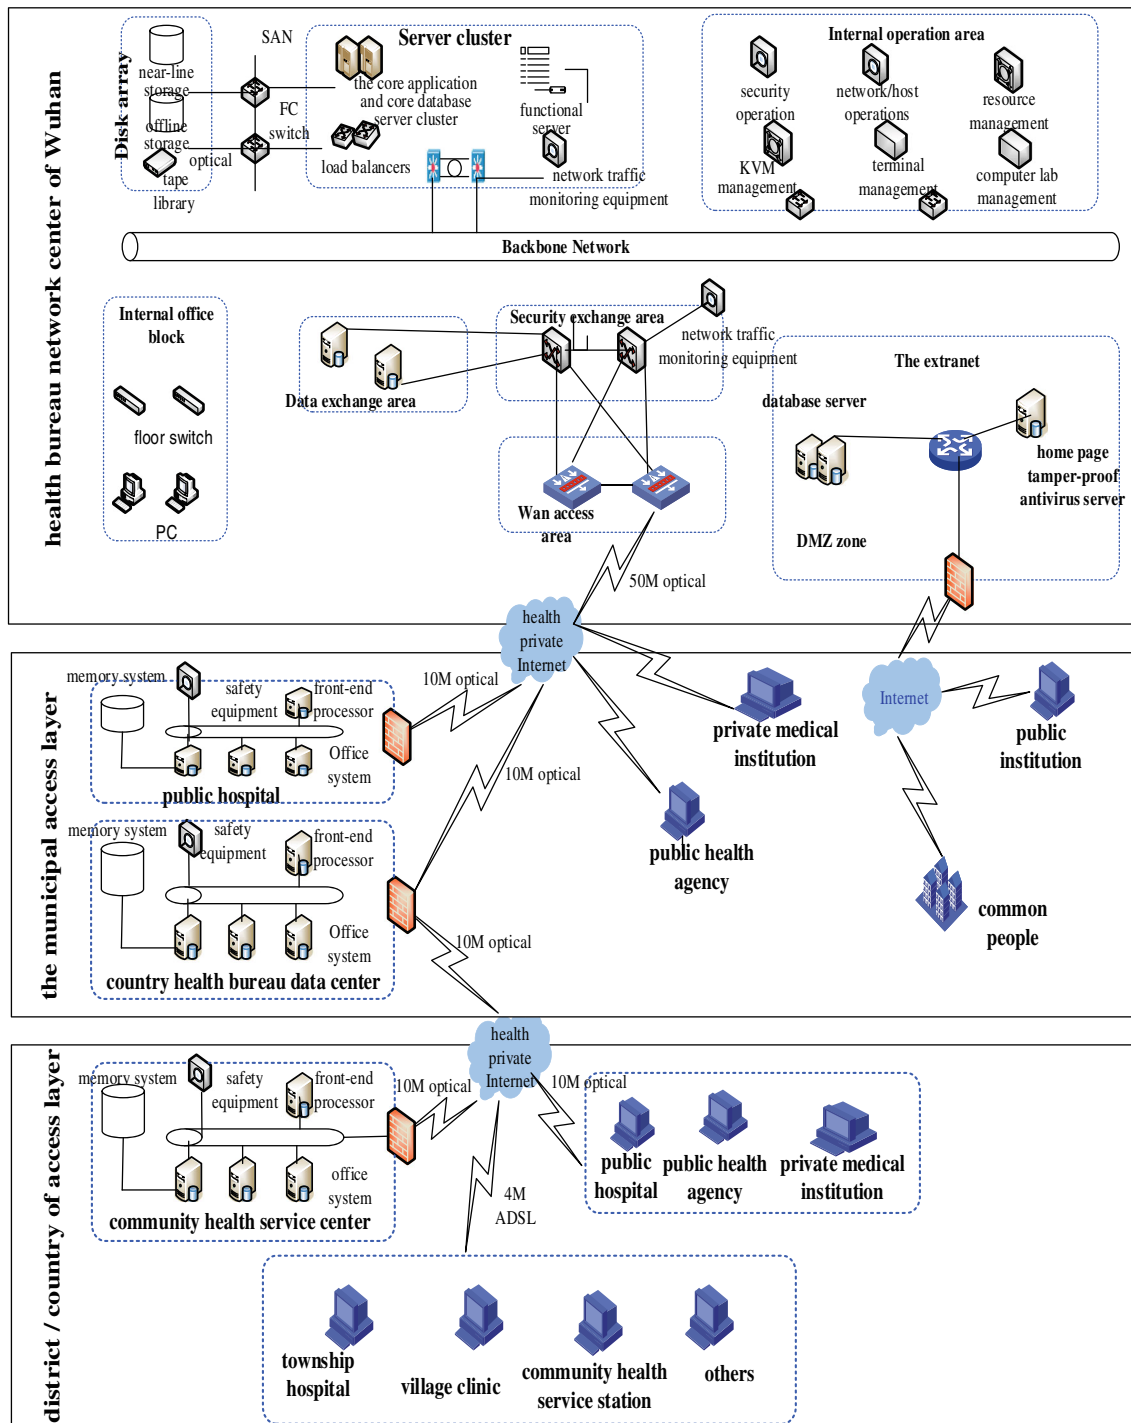 health bureau network center of Wuhan
Disk array
near-line
storage
offline
storage
optical
tape
library
SAN
FC
switch
Server cluster
the core application
and core database
server cluster
load balancers
functional
server
network traffic
monitoring equipment
Internal operation area
security
operation
network/host
operations
resource
management
KVM
management
terminal
management
computer lab
management
Backbone Network
Internal office
block
floor switch
PC
Data exchange area
Security exchange area
network traffic
monitoring equipment
Wan access
area
The extranet
database server
home page
tamper-proof
antivirus server
DMZ zone
50M optical
health
private
Internet
the municipal access layer
memory system
safety
equipment
front-end
processor
Office
system
public hospital
10M optical
10M optical
memory system
safety
equipment
front-end
processor
Office
system
country health bureau data center
10M optical
private medical
institution
public health
agency
Internet
public
institution
common
people
health
private
Internet
district / country of access layer
memory system
safety
equipment
front-end
processor
office
system
community health service center
10M optical
10M optical
4M
ADSL
public
hospital
public health
agency
private medical
institution
township
hospital
village clinic
community health
service station
others